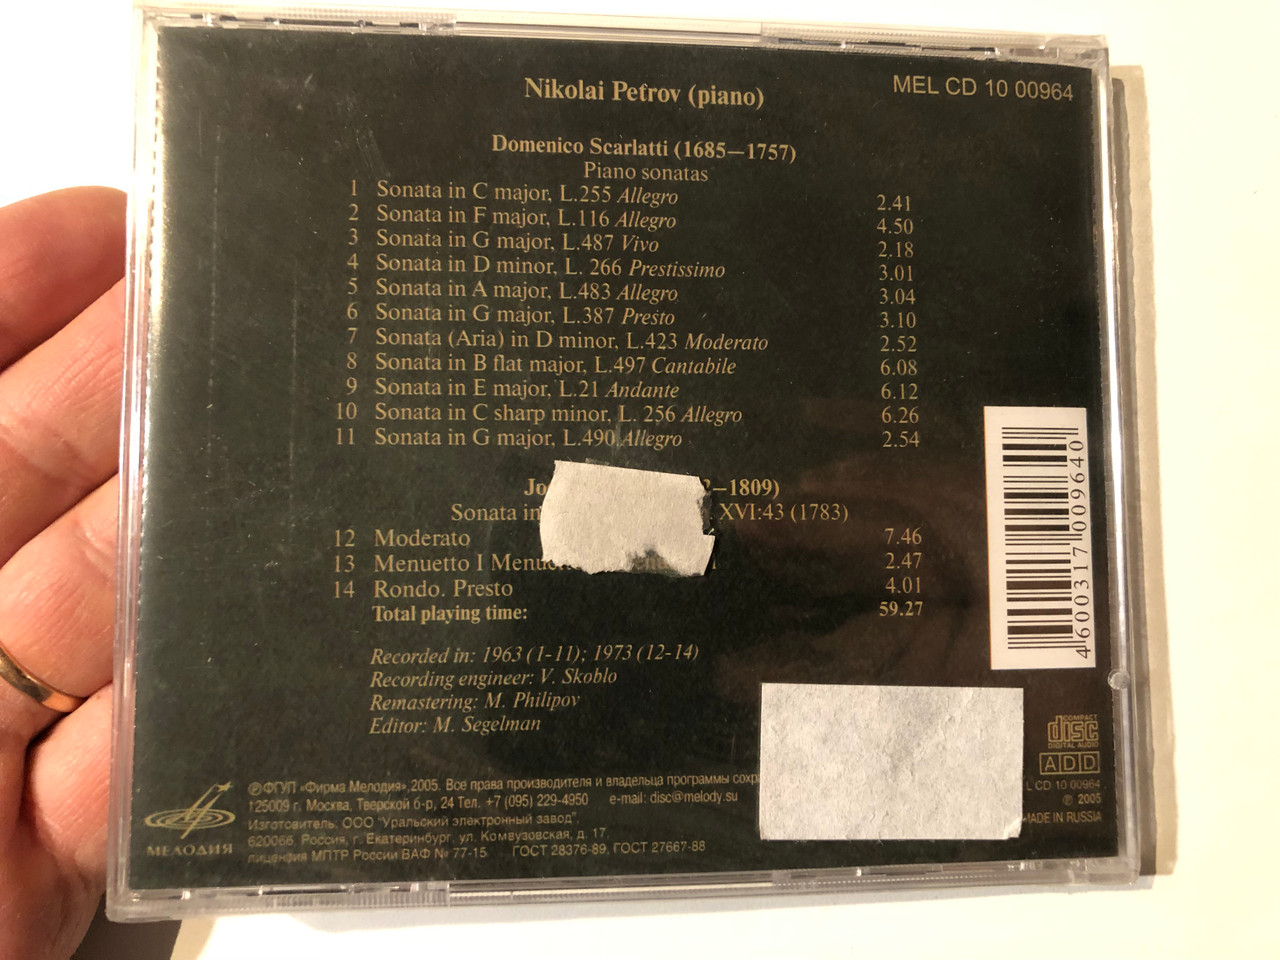 Nikolai Petrov (piano)
MEL CD 10 00964
Domenico Scarlatti (1685–1757)
Piano sonatas
1 Sonata in C major, L.255 Allegro 2.41
2 Sonata in F major, L.116 Allegro 4.50
3 Sonata in G major, L.487 Vivo 2.18
4 Sonata in D minor, L. 266 Prestissimo 3.01
5 Sonata in A major, L.483 Allegro 3.04
6 Sonata in G major, L.387 Presto 3.10
7 Sonata (Aria) in D minor, L.423 Moderato 2.52
8 Sonata in B flat major, L.497 Cantabile 6.08
9 Sonata in E major, L.21 Andante 6.12
10 Sonata in C sharp minor, L. 256 Allegro 6.26
11 Sonata in G major, L.490 Allegro 2.54
–1809)
Sonata in XVI:43 (1783)
12 Moderato 7.46
13 Menuetto I 2.47
14 Rondo. Presto 4.01
Total playing time: 59.27
Recorded in: 1963 (1-11); 1973 (12-14)
Recording engineer: V. Skoblo
Remastering: M. Philipov
Editor: M. Segelman
4 600317 009640
COMPACT
disc
DIGITAL AUDIO
ADD
CD 10 00964
℗ 2005
MADE IN RUSSIA
МЕЛОДИЯ
℗ФГУП «Фирма Мелодия», 2005. Все права производителя и владельца программы
125009 г. Москва, Тверской б-р, 24 Тел. +7 (095) 229-4950 e-mail: disc@melody.su
Изготовитель: ООО "Уральский электронный завод",
620066, Россия, г. Екатеринбург, ул. Комвузовская, д. 17.
лицензия МПТР России ВАФ № 77-15 ГОСТ 28376-89, ГОСТ 27667-88